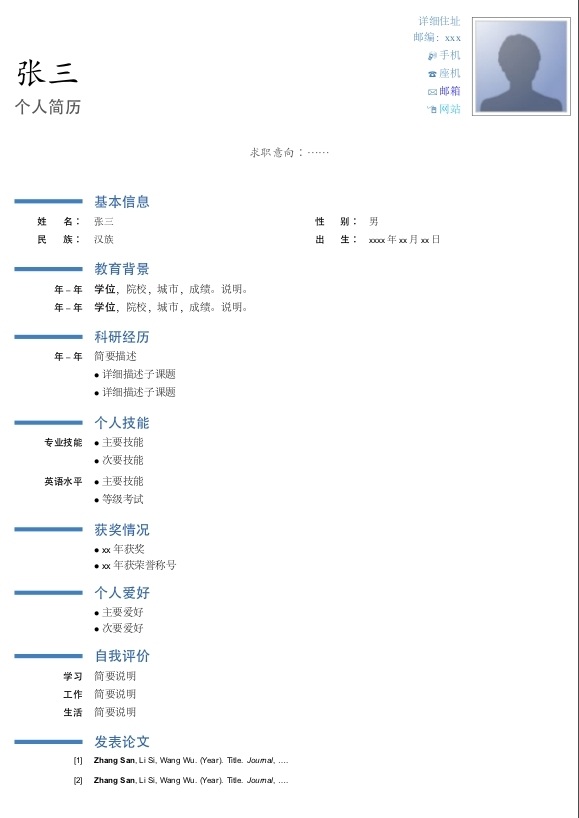 详细住址
邮编：xxx
手机
座机
邮箱
网站
张三
个人简历
求职意向：······
基本信息
姓 名： 张三 性 别： 男
民 族： 汉族 出 生： xxxx 年 xx 月 xx 日
教育背景
年 – 年 学位，院校，城市，成绩。说明。
年 – 年 学位，院校，城市，成绩。说明。
科研经历
年 – 年 简要描述
● 详细描述子课题
● 详细描述子课题
个人技能
专业技能 ● 主要技能
● 次要技能
英语水平 ● 主要技能
● 等级考试
获奖情况
● xx 年获奖
● xx 年获荣誉称号
个人爱好
● 主要爱好
● 次要爱好
自我评价
学习 简要说明
工作 简要说明
生活 简要说明
发表论文
[1] Zhang San, Li Si, Wang Wu. (Year). Title. Journal, ....
[2] Zhang San, Li Si, Wang Wu. (Year). Title. Journal, ....